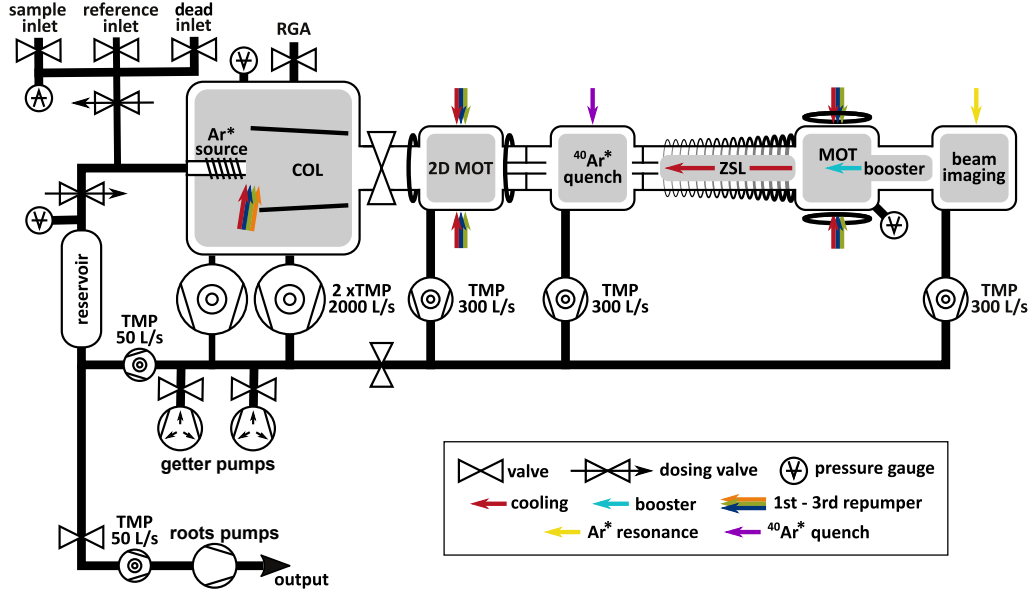 sample
inlet
reference
inlet
dead
inlet
RGA
Ar*
source
COL
2D MOT
⁴⁰Ar*
quench
ZSL
MOT
booster
beam
imaging
reservoir
2 xTMP
2000 L/s
TMP
300 L/s
TMP
300 L/s
TMP
300 L/s
TMP
50 L/s
getter pumps
TMP
50 L/s
roots pumps
output
valve
dosing valve
pressure gauge
cooling
booster
1st - 3rd repumper
Ar* resonance
⁴⁰Ar* quench